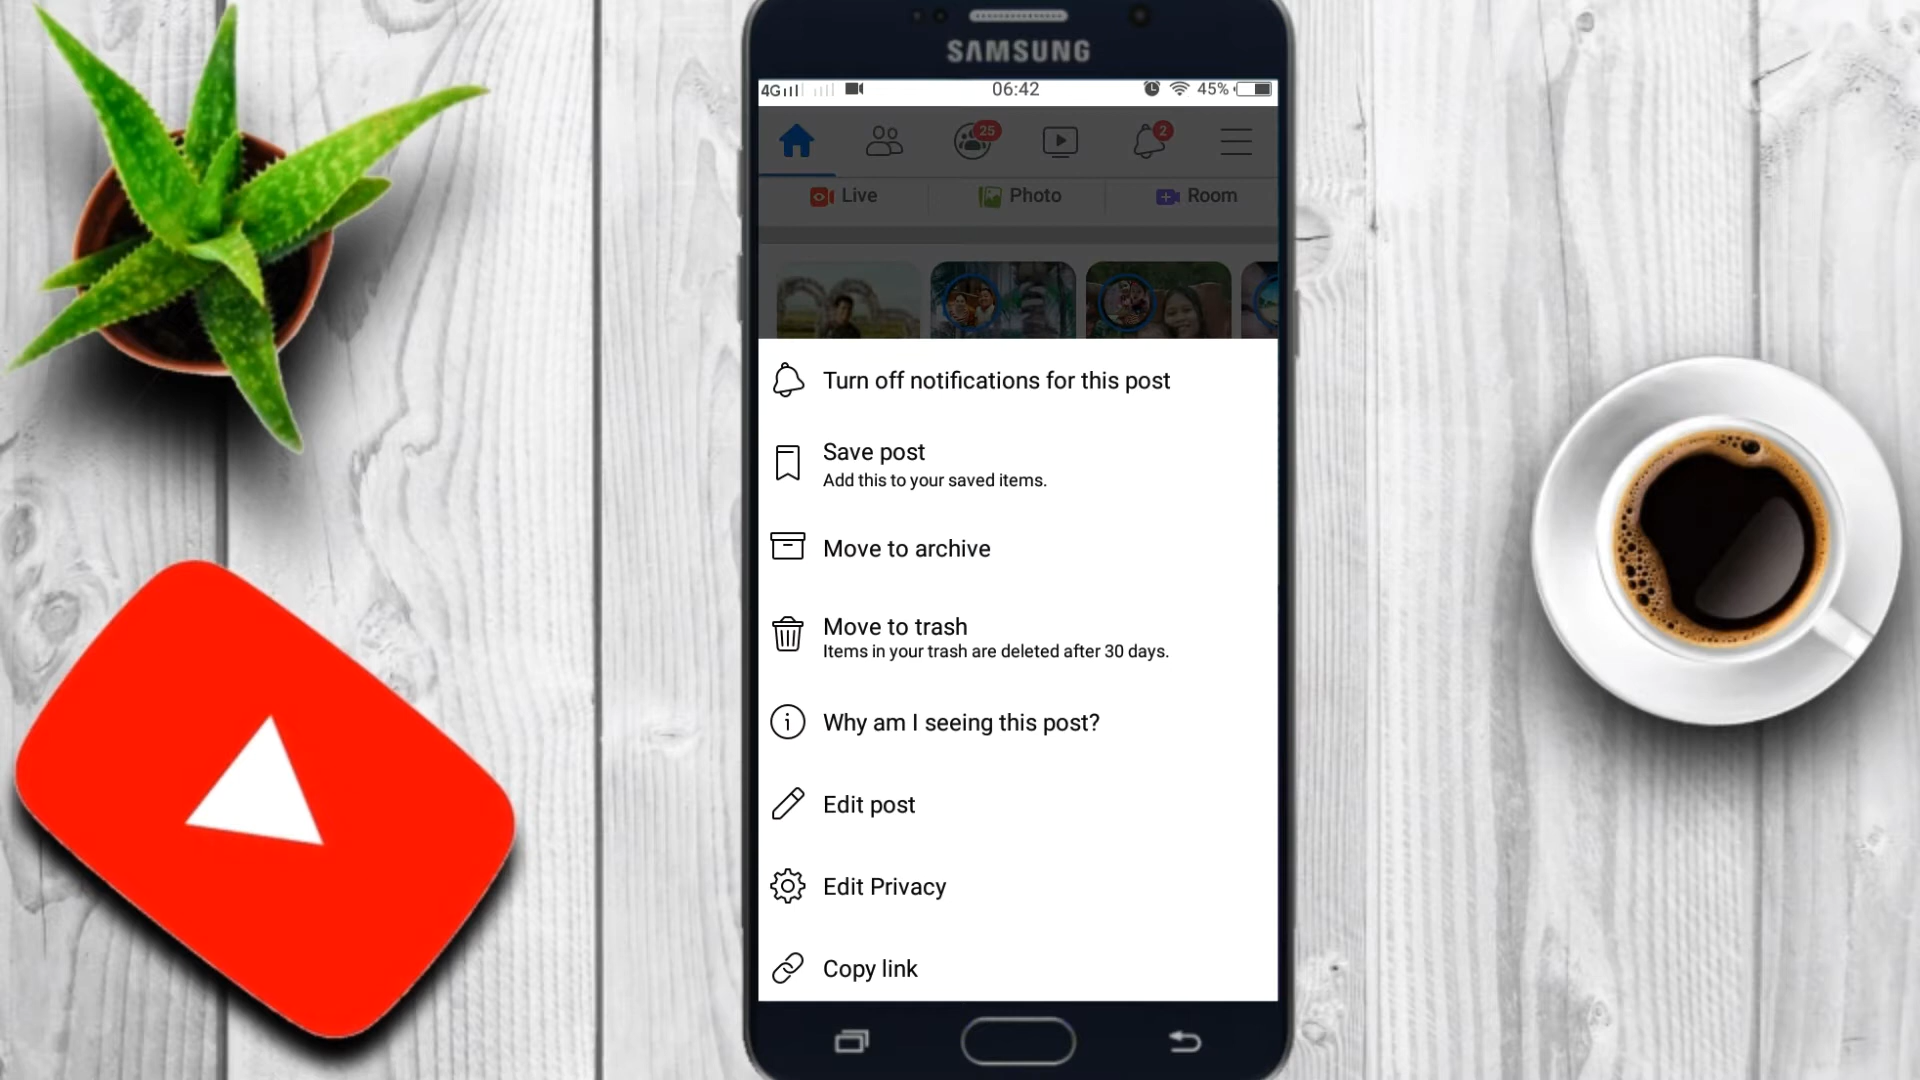 SAMSUNG
4G 06:42 45%
25 2
Live Photo Room
Turn off notifications for this post
Save post
Add this to your saved items.
Move to archive
Move to trash
Items in your trash are deleted after 30 days.
Why am I seeing this post?
Edit post
Edit Privacy
Copy link